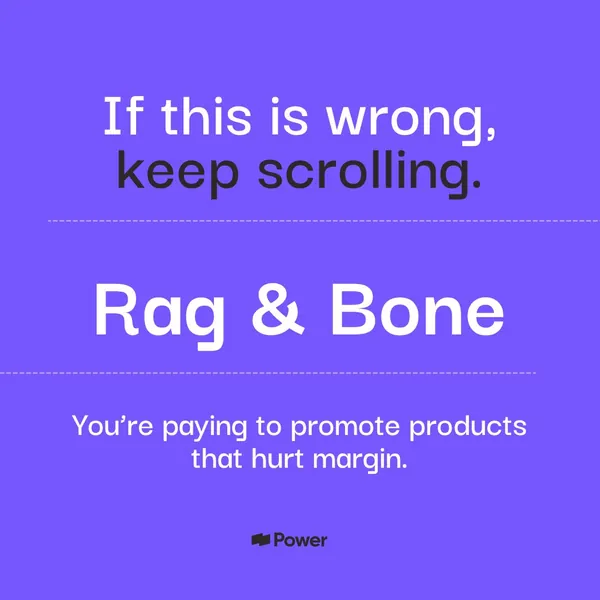 If this is wrong,
keep scrolling.
Rag & Bone
You’re paying to promote products
that hurt margin.
Power